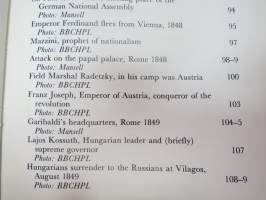 German National Assembly 94
Photo: Mansell
Emperor Ferdinand flees from Vienna, 1848 95
Photo: BBCHPL
Mazzini, prophet of nationalism 97
Photo: BBCHPL
Attack on the papal palace, Rome 1848 98–9
Photo: BBCHPL
Field Marshal Radetzky, in his camp was Austria 100
Photo: BBCHPL
Franz Joseph, Emperor of Austria, conqueror of the
revolution 103
Photo: BBCHPL
Garibaldi's headquarters, Rome 1849 104–5
Photo: Mansell
Lajos Kossuth, Hungarian leader and (briefly)
supreme governor 107
Photo: BBCHPL
Hungarians surrender to the Russians at Vilagos,
August 1849 108–9
Photo: BBCHPL